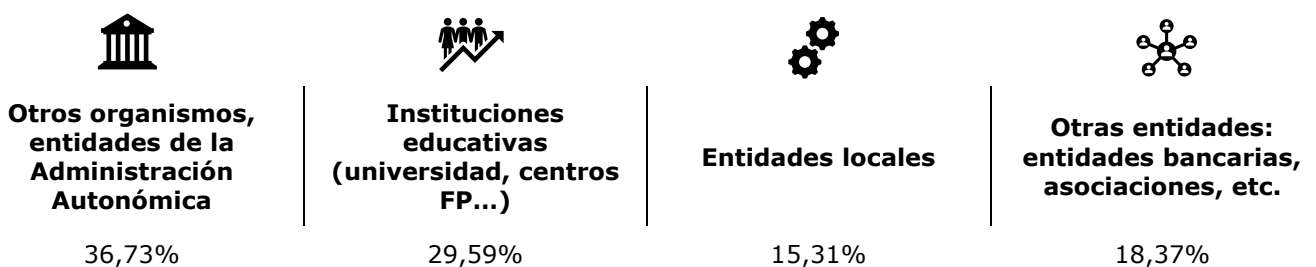 Otros organismos,
entidades de la
Administración
Autonómica
36,73%
Instituciones
educativas
(universidad, centros
FP...)
29,59%
Entidades locales
15,31%
Otras entidades:
entidades bancarias,
asociaciones, etc.
18,37%